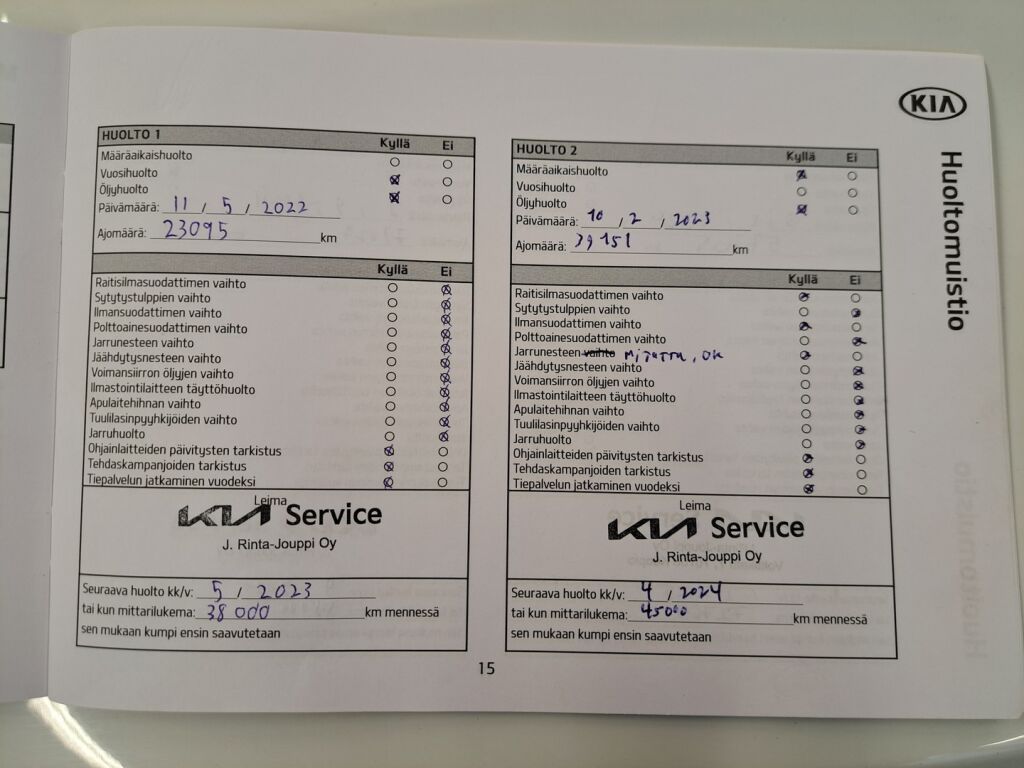 KIA
Huoltomuistio
HUOLTO 1
Kyllä Ei
Määräaikaishuolto
Vuosihuolto
Öljyhuolto
Päivämäärä: 11 / 5 / 2022
Ajomäärä: 23095 km
Kyllä Ei
Raitisilmasuodattimen vaihto
Sytytystulppien vaihto
Ilmansuodattimen vaihto
Polttoainesuodattimen vaihto
Jarrunesteen vaihto
Jäähdytysnesteen vaihto
Voimansiirron öljyjen vaihto
Ilmastointilaitteen täyttöhuolto
Apulaitehihnan vaihto
Tuulilasinpyyhkijöiden vaihto
Jarruhuolto
Ohjainlaitteiden päivitysten tarkistus
Tehdaskampanjoiden tarkistus
Tiepalvelun jatkaminen vuodeksi
Leima
KIA Service
J. Rinta-Jouppi Oy
Seuraava huolto kk/v: 5 / 2023
tai kun mittarilukema: 38 000 km mennessä
sen mukaan kumpi ensin saavutetaan
HUOLTO 2
Kyllä Ei
Määräaikaishuolto
Vuosihuolto
Öljyhuolto
Päivämäärä: 10 / 2 / 2023
Ajomäärä: 39151 km
Kyllä Ei
Raitisilmasuodattimen vaihto
Sytytystulppien vaihto
Ilmansuodattimen vaihto
Polttoainesuodattimen vaihto
Jarrunesteen vaihto MITATTU, OK
Jäähdytysnesteen vaihto
Voimansiirron öljyjen vaihto
Ilmastointilaitteen täyttöhuolto
Apulaitehihnan vaihto
Tuulilasinpyyhkijöiden vaihto
Jarruhuolto
Ohjainlaitteiden päivitysten tarkistus
Tehdaskampanjoiden tarkistus
Tiepalvelun jatkaminen vuodeksi
Leima
KIA Service
J. Rinta-Jouppi Oy
Seuraava huolto kk/v: 4 / 2024
tai kun mittarilukema: 45000 km mennessä
sen mukaan kumpi ensin saavutetaan
15